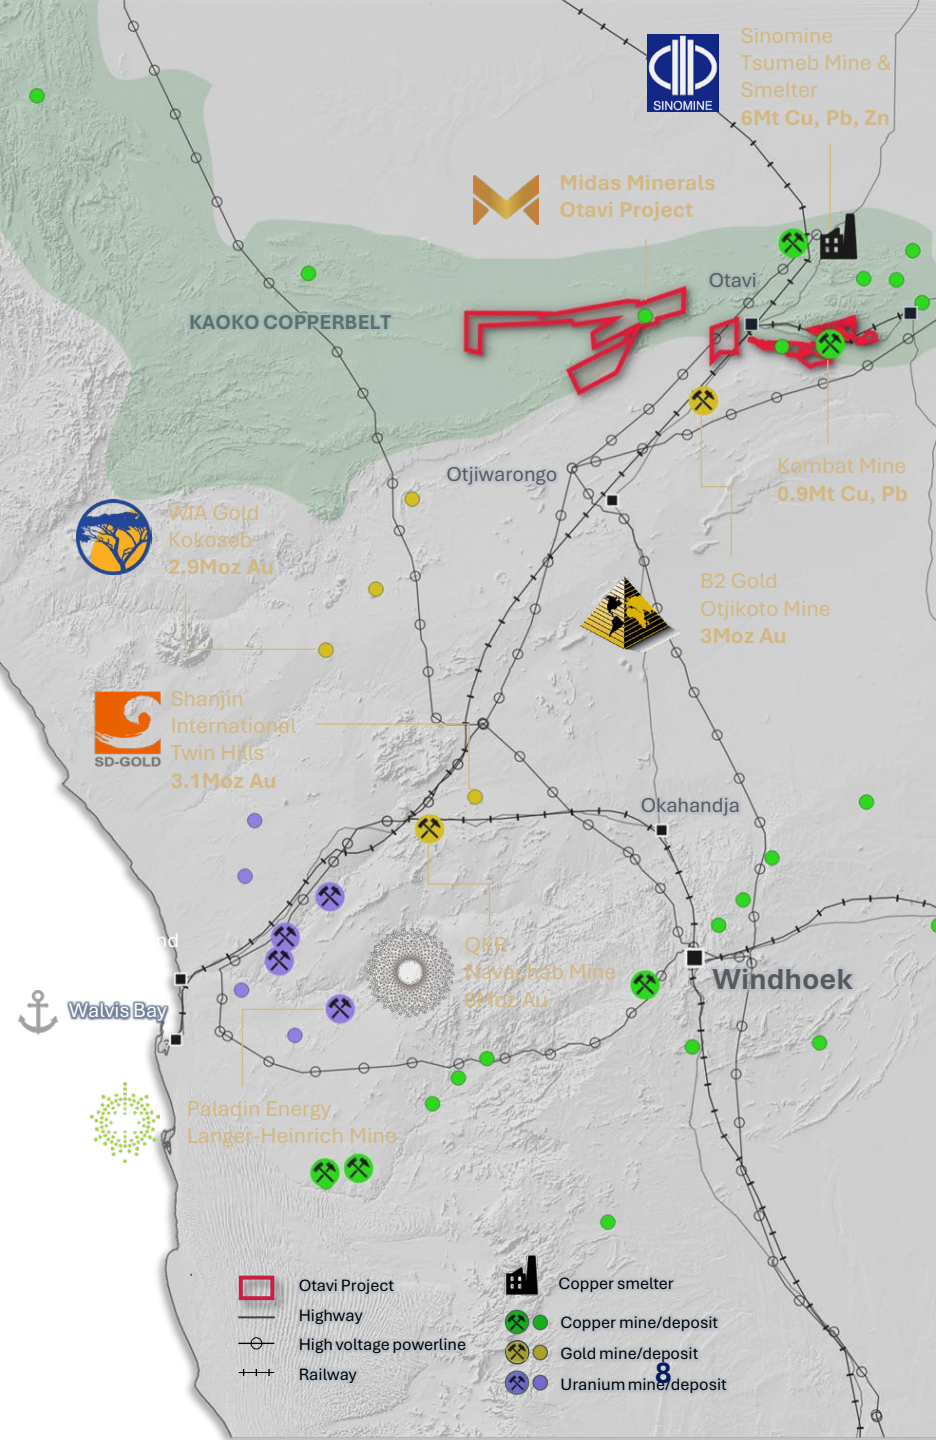 Sinomine
Tsumeb Mine &
Smelter
6Mt Cu, Pb, Zn
SINOMINE
Midas Minerals
Otavi Project
Otavi
KAOKO COPPERBELT
Otjiwarongo
Kombat Mine
0.9Mt Cu, Pb
WIA Gold
Kokoseb
2.9Moz Au
B2 Gold
Otjikoto Mine
3Moz Au
Shanjin
International
Twin Hills
3.1Moz Au
SD-GOLD
Okahandja
QKR
Navachab Mine
Moz Au
nd
Windhoek
Walvis Bay
Paladin Energy
Langer-Heinrich Mine
Otavi Project
Highway
High voltage powerline
Railway
Copper smelter
Copper mine/deposit
Gold mine/deposit
Uranium mine/deposit
8